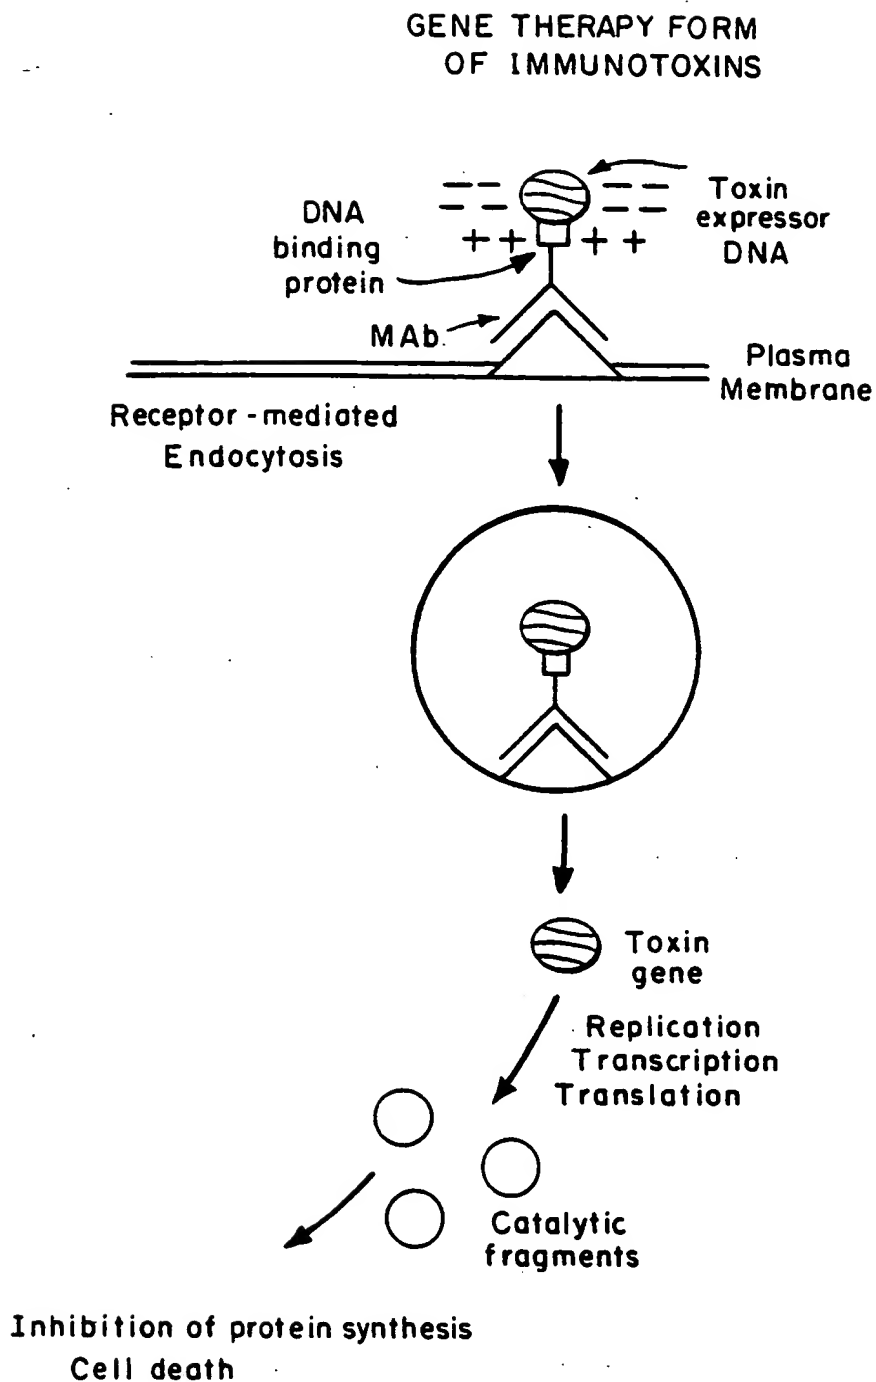 GENE THERAPY FORM
OF IMMUNOTOXINS
DNA
binding
protein
Toxin
expressor
DNA
— —
— —
— —
— —
+ +
+ +
MAb.
Plasma
Membrane
Receptor - mediated
Endocytosis
Toxin
gene
Replication
Transcription
Translation
Catalytic
fragments
Inhibition of protein synthesis
Cell death